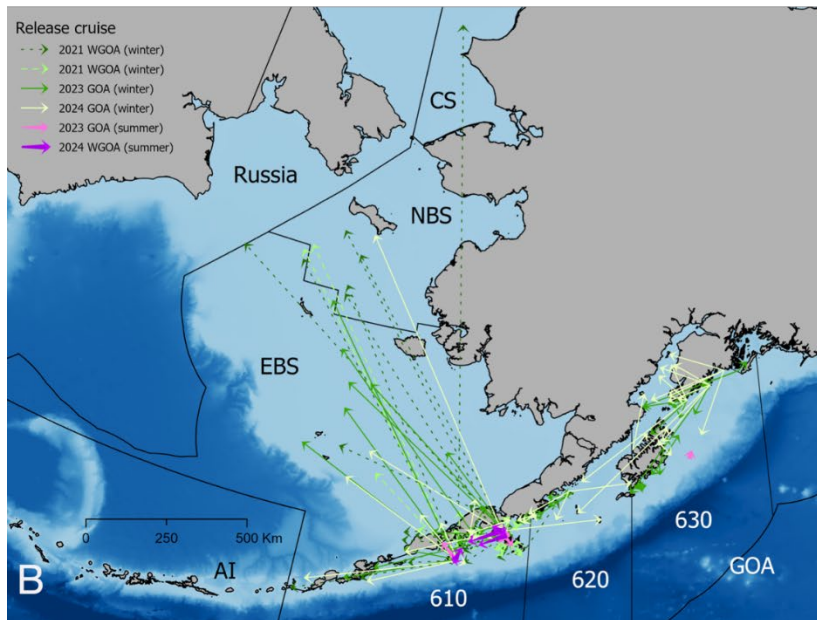 Release cruise
2021 WGOA (winter)
2021 WGOA (winter)
2023 GOA (winter)
2024 GOA (winter)
2023 GOA (summer)
2024 WGOA (summer)
CS
Russia
NBS
EBS
0 250 500 Km
630
B
AI
610
620
GOA